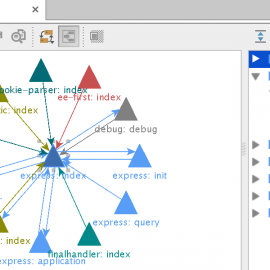 ookie-parser: index
ee-first: index
ic: index
debug: debug
express: index
express: init
express: query
: index
finalhandler: index
express: application